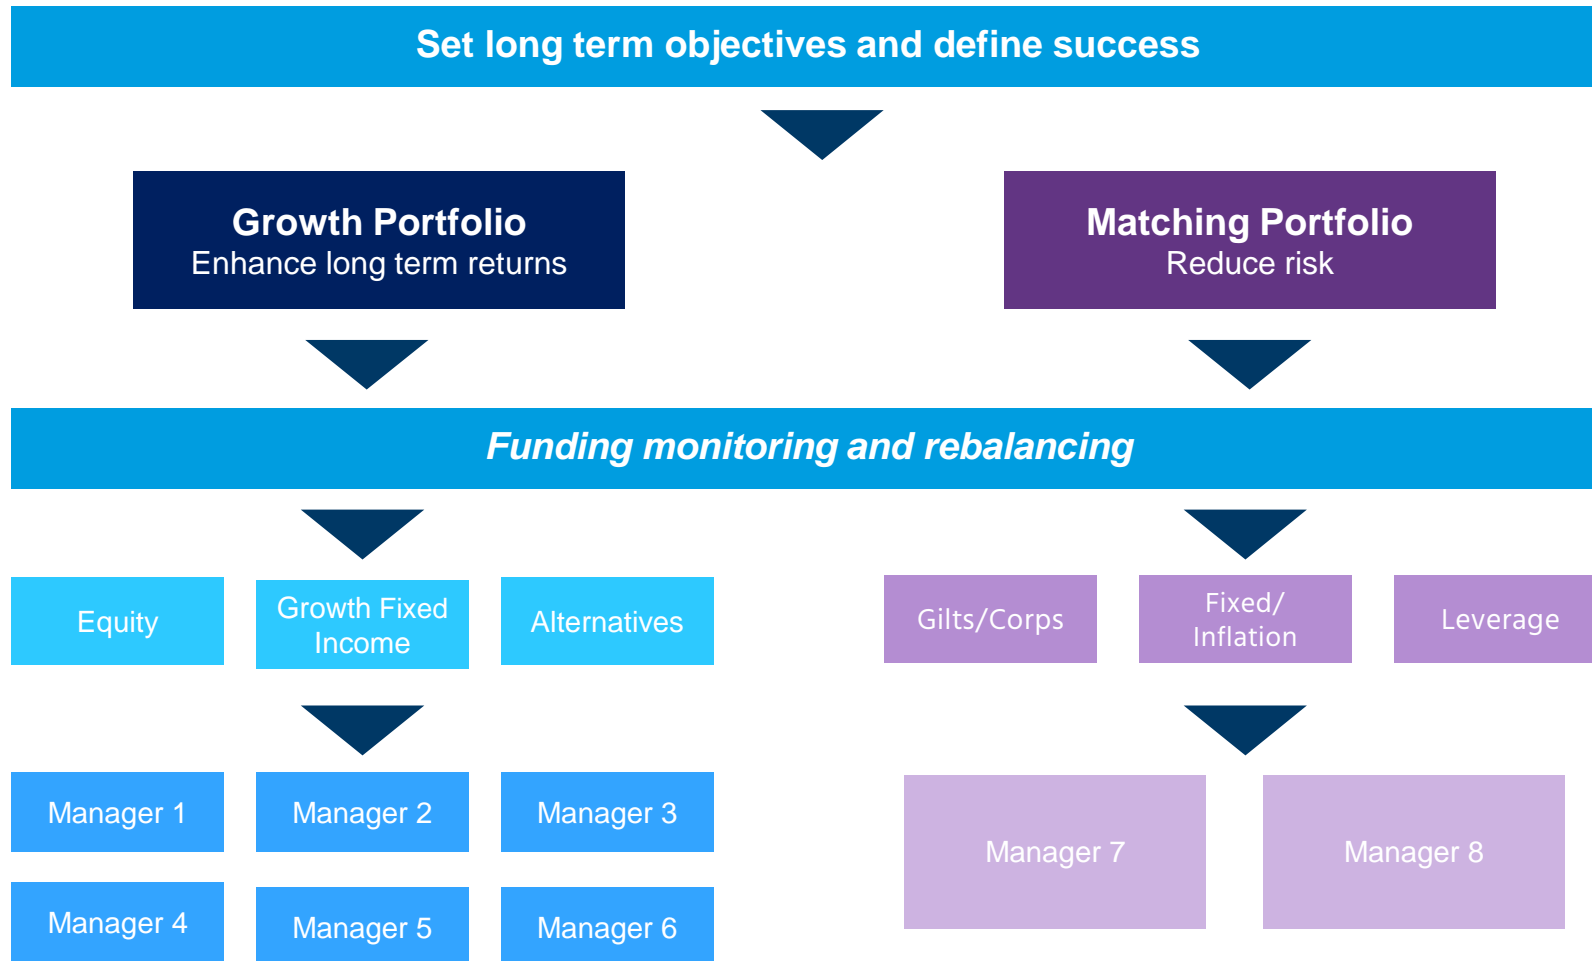 Set long term objectives and define success
Growth Portfolio
Enhance long term returns
Matching Portfolio
Reduce risk
Funding monitoring and rebalancing
Equity
Growth Fixed
Income
Alternatives
Gilts/Corps
Fixed/
Inflation
Leverage
Manager 1
Manager 2
Manager 3
Manager 4
Manager 5
Manager 6
Manager 7
Manager 8